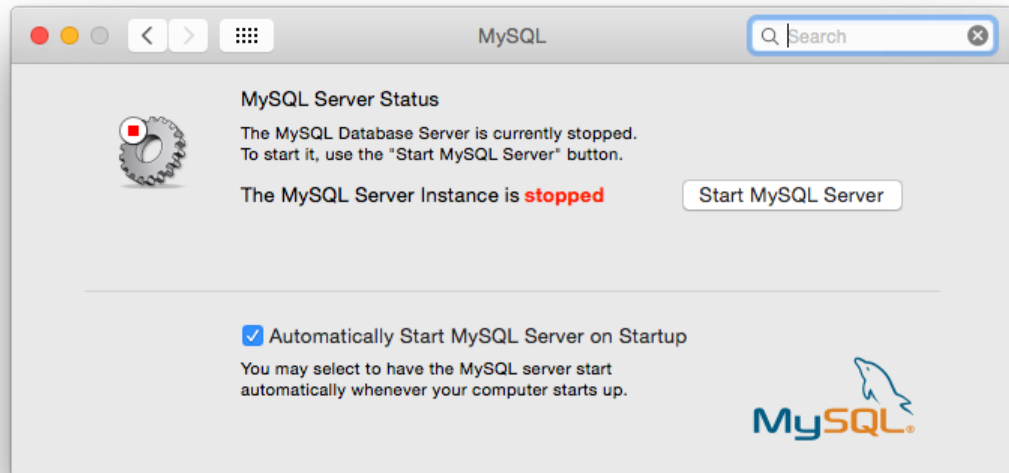 MySQL
Search
MySQL Server Status
The MySQL Database Server is currently stopped.
To start it, use the "Start MySQL Server" button.
The MySQL Server Instance is stopped
Start MySQL Server
Automatically Start MySQL Server on Startup
You may select to have the MySQL server start
automatically whenever your computer starts up.
MySQL®